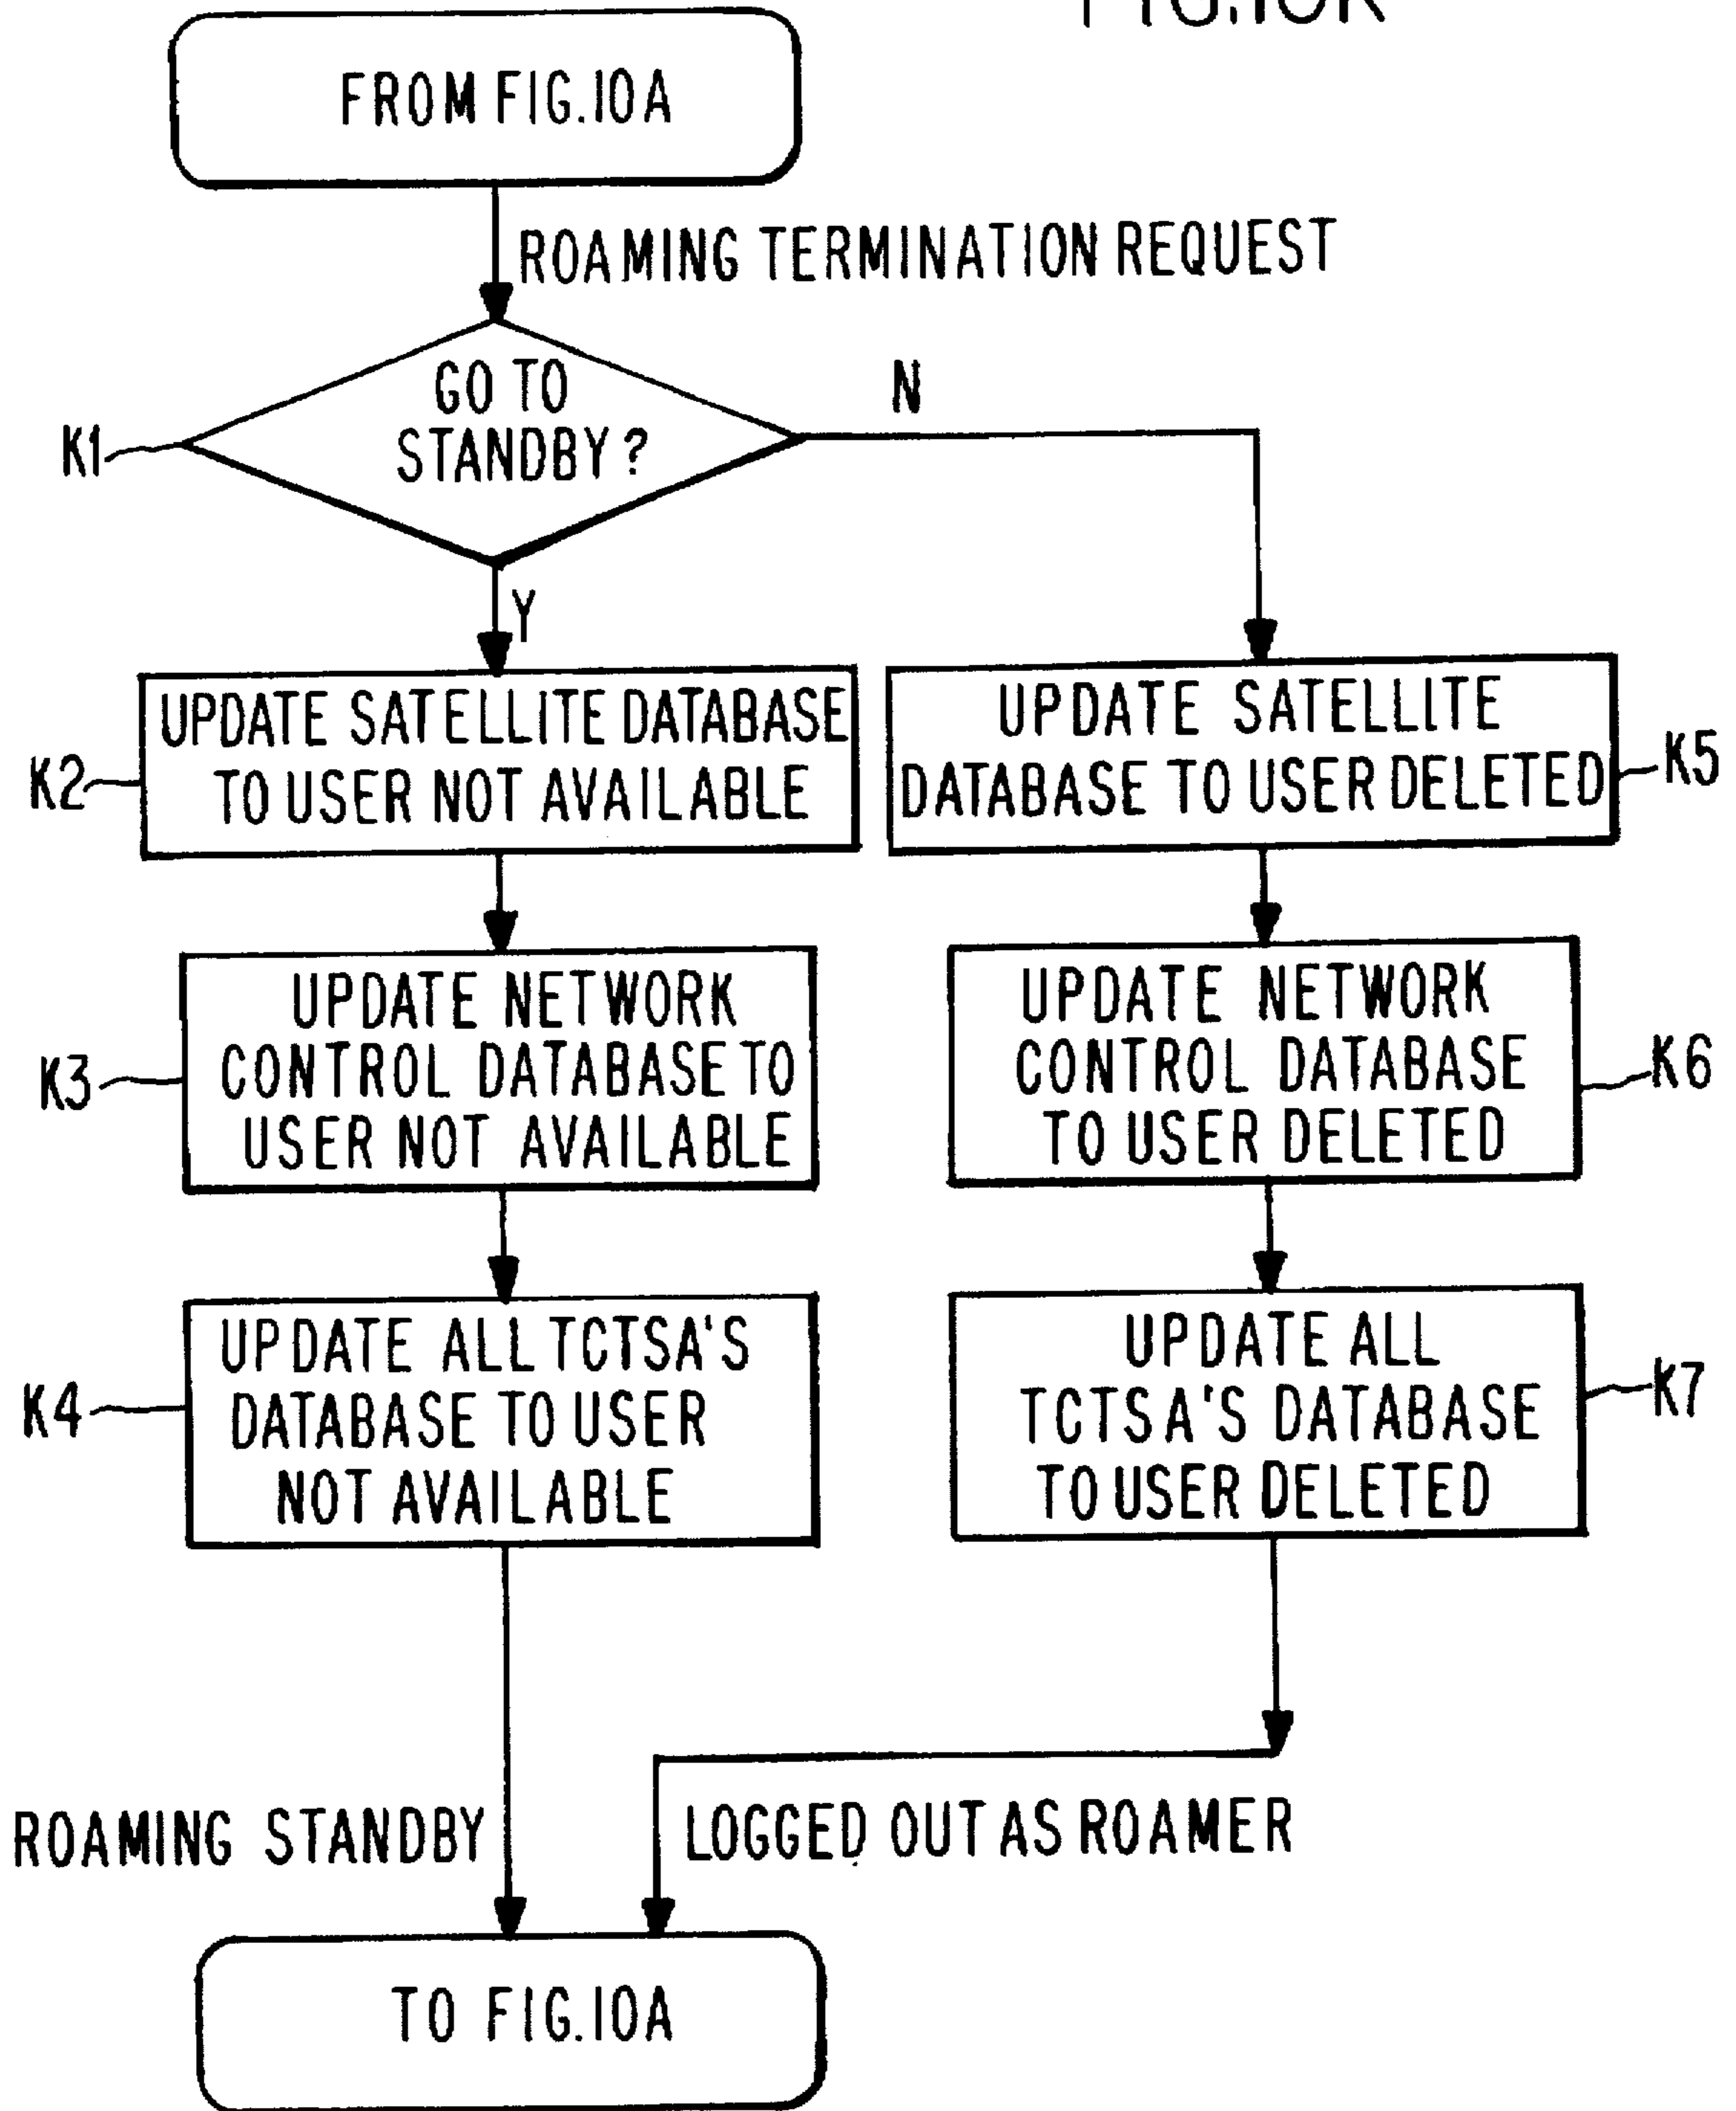 FIG.10K
FROM FIG.10A
ROAMING TERMINATION REQUEST
GO TO
STANDBY?
K1
N
Y
UPDATE SATELLITE DATABASE
TO USER NOT AVAILABLE
K2
UPDATE SATELLITE
DATABASE TO USER DELETED
K5
UPDATE NETWORK
CONTROL DATABASE TO
USER NOT AVAILABLE
K3
UPDATE NETWORK
CONTROL DATABASE
TO USER DELETED
K6
UPDATE ALL TCTSA'S
DATABASE TO USER
NOT AVAILABLE
K4
UPDATE ALL
TCTSA'S DATABASE
TO USER DELETED
K7
ROAMING STANDBY
LOGGED OUT AS ROAMER
TO FIG.10A